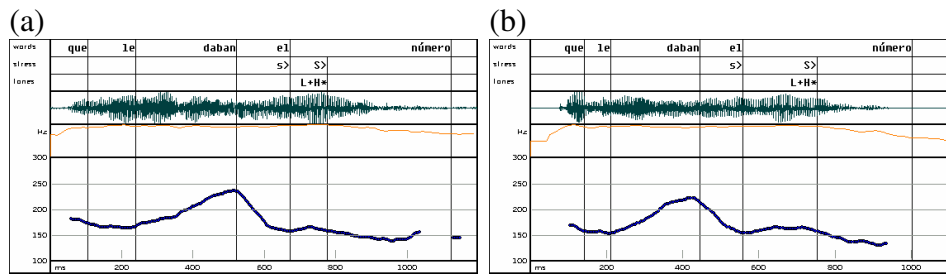 (a)
words que le daban el número
stress s> S>
tones L+H*
Hz
300
250
200
150
100
ms 200 400 600 800 1000
(b)
words que le daban el número
stress s> S>
tones L+H*
Hz
300
250
200
150
100
ms 200 400 600 800 1000